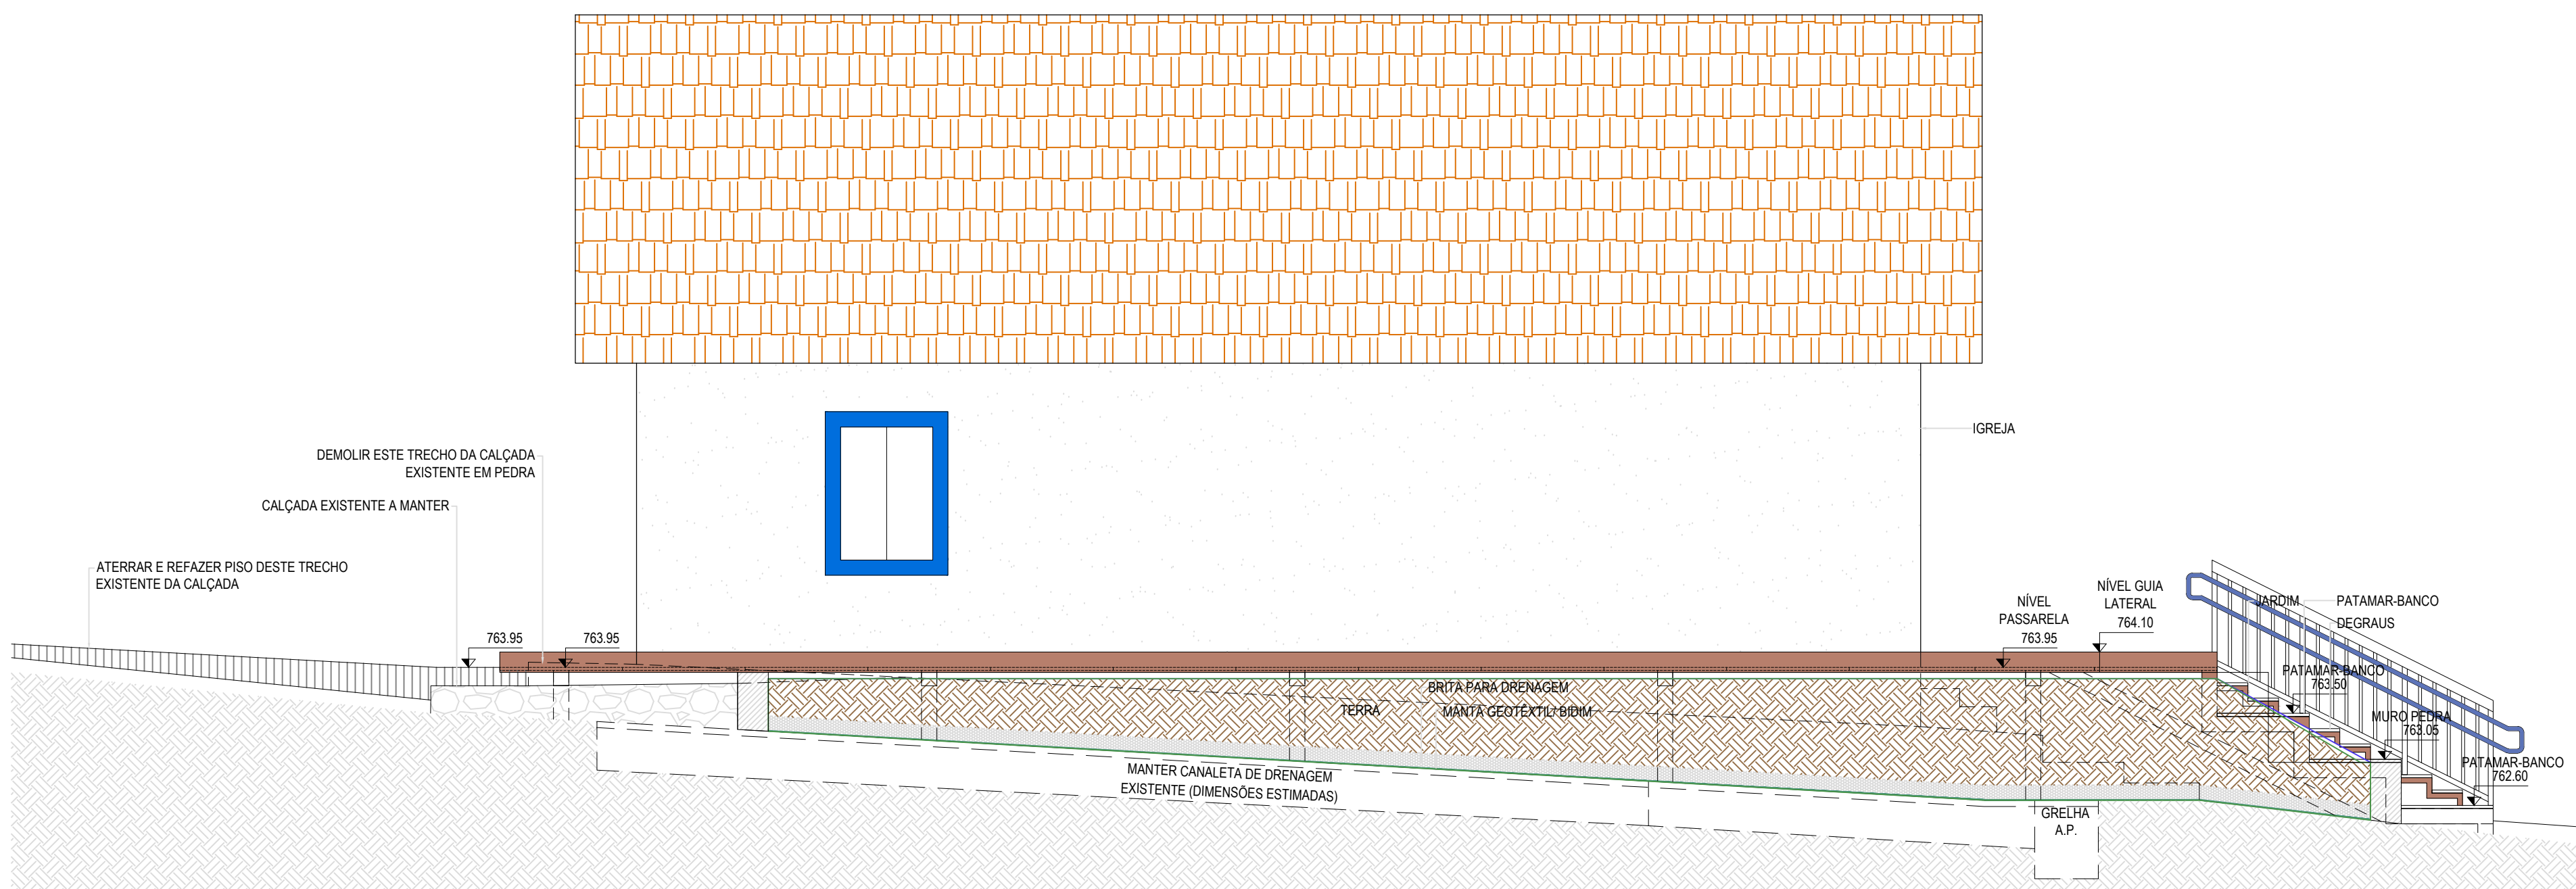 IGREJA
DEMOLIR ESTE TRECHO DA CALÇADA
EXISTENTE EM PEDRA
CALÇADA EXISTENTE A MANTER
ATERRAR E REFAZER PISO DESTE TRECHO
EXISTENTE DA CALÇADA
763.95
763.95
NÍVEL
PASSARELA
763.95
NÍVEL GUIA
LATERAL
764.10
JARDIM
PATAMAR-BANCO
DEGRAUS
PATAMAR-BANCO
763.50
MURO PEDRA
763.05
PATAMAR-BANCO
762.60
BRITA PARA DRENAGEM
TERRA
MANTA GEOTÊXTIL/ BIDIM
MANTER CANALETA DE DRENAGEM
EXISTENTE (DIMENSÕES ESTIMADAS)
GRELHA
A.P.